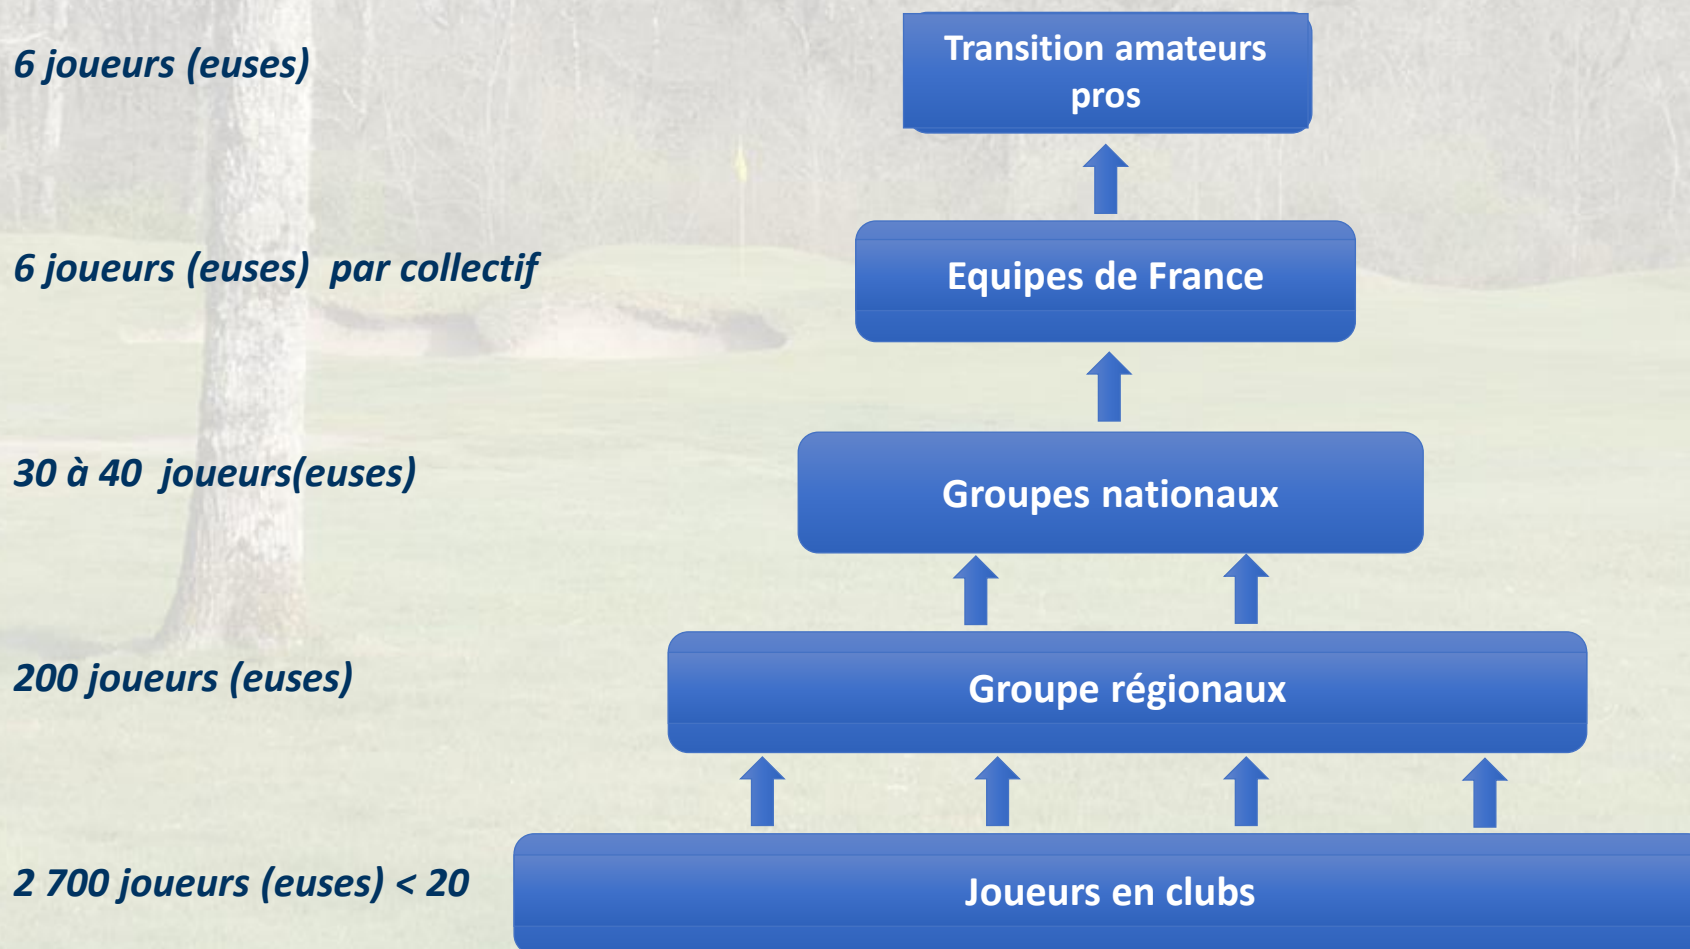 6 joueurs (euses)
Transition amateurs
pros
6 joueurs (euses)  par collectif
Equipes de France
30 à 40  joueurs(euses)
Groupes nationaux
200 joueurs (euses)
Groupe régionaux
2 700 joueurs (euses) < 20
Joueurs en clubs